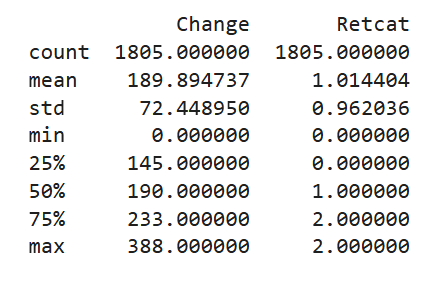 Change Retcat
count 1805.000000 1805.000000
mean 189.894737 1.014404
std 72.448950 0.962036
min 0.000000 0.000000
25% 145.000000 0.000000
50% 190.000000 1.000000
75% 233.000000 2.000000
max 388.000000 2.000000